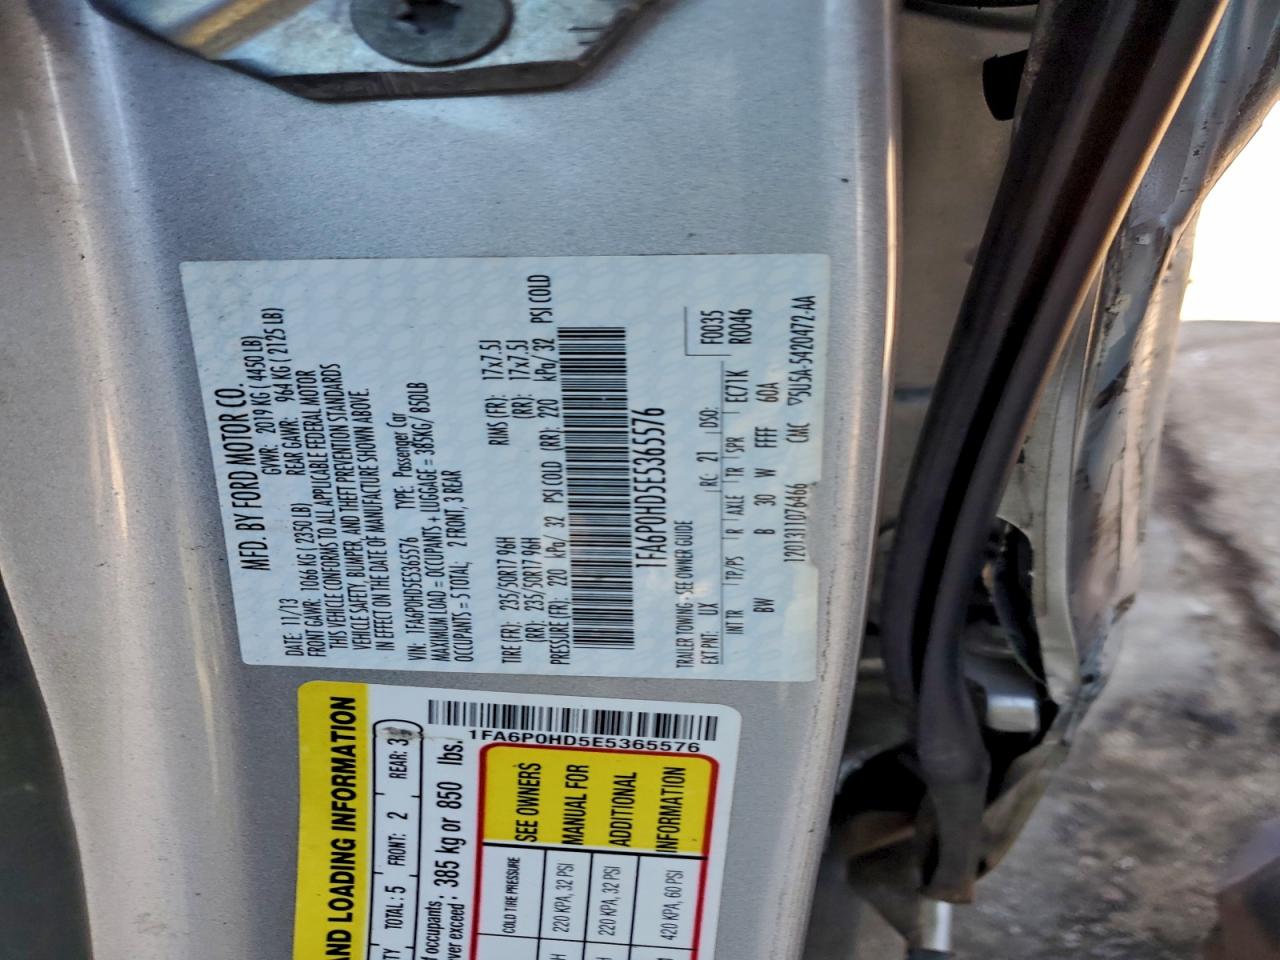 MFD. BY FORD MOTOR CO.
DATE: 11/13 GVWR: 2019 KG ( 4450 LB)
FRONT GAWR: 1066 KG ( 2350 LB) REAR GAWR: 964 KG ( 2125 LB)
THIS VEHICLE CONFORMS TO ALL APPLICABLE FEDERAL MOTOR
VEHICLE SAFETY, BUMPER, AND THEFT PREVENTION STANDARDS
IN EFFECT ON THE DATE OF MANUFACTURE SHOWN ABOVE.
VIN: 1FA6P0HD5E5365576 TYPE: Passenger Car
MAXIMUM LOAD = OCCUPANTS + LUGGAGE = 385KG/ 850LB
OCCUPANTS = 5 TOTAL; 2 FRONT, 3 REAR
TIRE (FR): 235/50R17 96H RIMS (FR): 17x7.5J
(RR): 235/50R17 96H (RR): 17x7.5J
PRESSURE (FR): 220 kPa/ 32 PSI COLD (RR): 220 kPa/ 32 PSI COLD
1FA6P0HD5E5365576
TRAILER TOWING - SEE OWNER GUIDE F0035
EXT PNT: UX RC: 21 DSO: R0046
INT TR TP/PS R AXLE TR SPR EC71K
BW B 30 W FFF 60A
1201311076466 CMC ▽5U5A-5420472-AA
AND LOADING INFORMATION
TY TOTAL: 5 FRONT: 2 REAR: 3
f occupants, 385 kg or 850 lbs.
ver exceed
1FA6P0HD5E5365576
COLD TIRE PRESSURE
220 KPA, 32 PSI
220 KPA, 32 PSI
420 KPA, 60 PSI
SEE OWNERS
MANUAL FOR
ADDITIONAL
INFORMATION